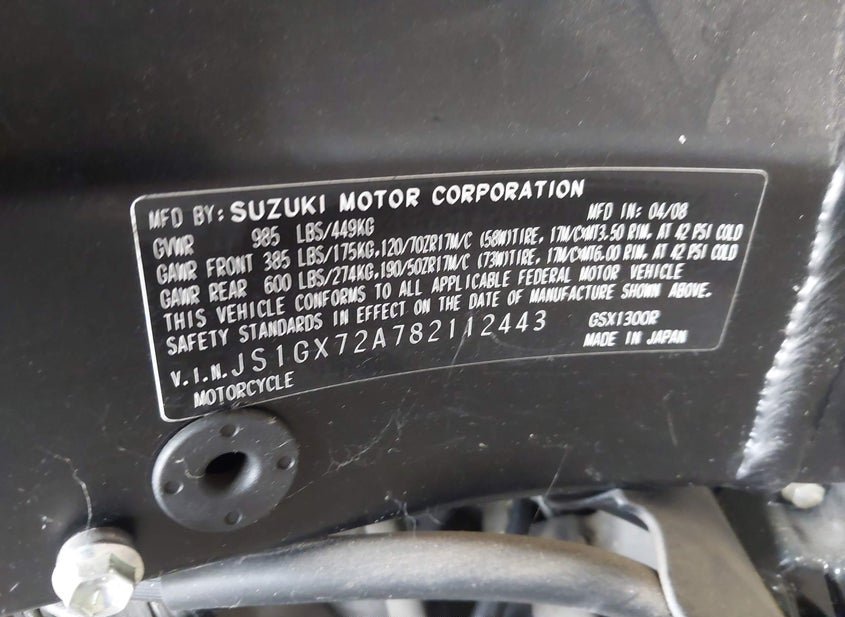 MFD BY: SUZUKI MOTOR CORPORATION MFD IN: 04/08
GVWR 985 LBS/449KG
GAWR FRONT 385 LBS/175KG,120/70ZR17M/C (58W)TIRE, 17M/C×MT3.50 RIM, AT 42 PSI COLD
GAWR REAR 600 LBS/274KG,190/50ZR17M/C (73W)TIRE, 17M/C×MT6.00 RIM, AT 42 PSI COLD
THIS VEHICLE CONFORMS TO ALL APPLICABLE FEDERAL MOTOR VEHICLE
SAFETY STANDARDS IN EFFECT ON THE DATE OF MANUFACTURE SHOWN ABOVE.
V.I.N. JS1GX72A782112443 GSX1300R
MOTORCYCLE MADE IN JAPAN